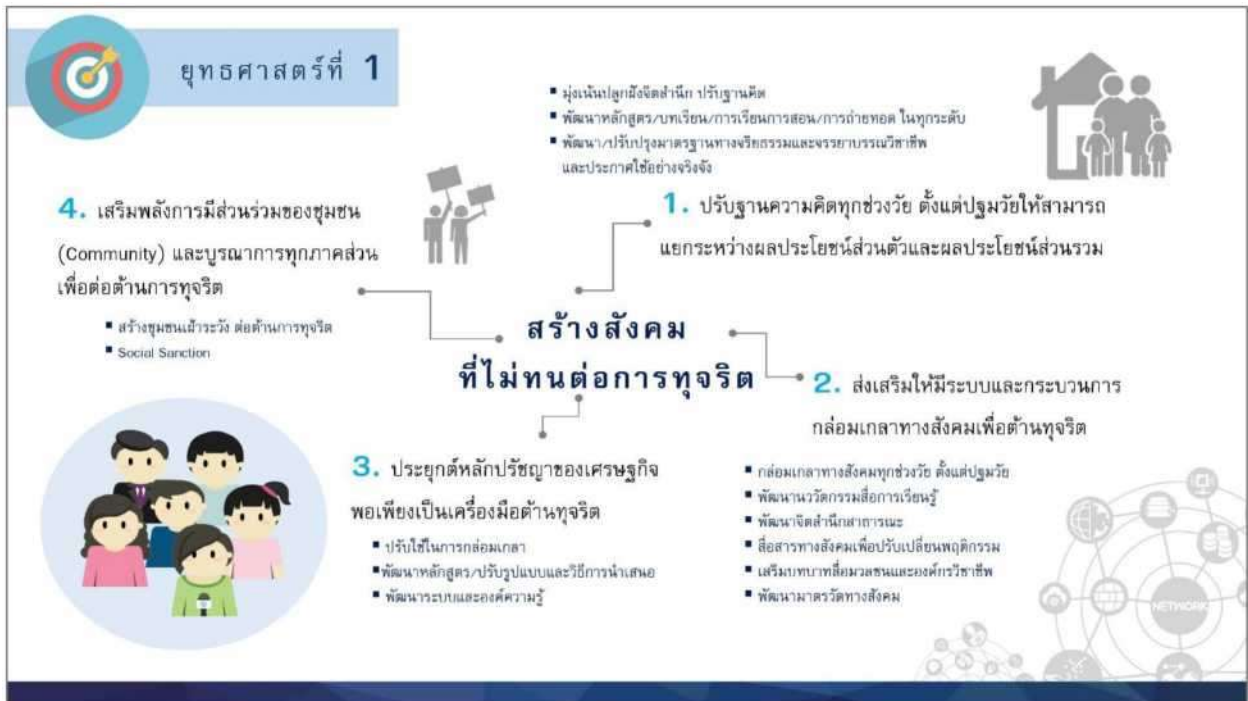 ยุทธศาสตร์ที่ 1
▪ มุ่งเน้นปลูกฝังจิตสำนึก ปรับฐานคิด
▪ พัฒนาหลักสูตร/บทเรียน/การเรียนการสอน/การถ่ายทอด ในทุกระดับ
▪ พัฒนา/ปรับปรุงมาตรฐานทางจริยธรรมและจรรยาบรรณวิชาชีพ
และประกาศใช้อย่างจริงจัง
1. ปรับฐานความคิดทุกช่วงวัย ตั้งแต่ปฐมวัยให้สามารถ
แยกระหว่างผลประโยชน์ส่วนตัวและผลประโยชน์ส่วนรวม
4. เสริมพลังการมีส่วนร่วมของชุมชน
(Community) และบูรณาการทุกภาคส่วน
เพื่อต่อต้านการทุจริต
▪ สร้างชุมชนเฝ้าระวัง ต่อต้านการทุจริต
▪ Social Sanction
สร้างสังคม
ที่ไม่ทนต่อการทุจริต
2. ส่งเสริมให้มีระบบและกระบวนการ
กล่อมเกลาทางสังคมเพื่อต้านทุจริต
▪ กล่อมเกลาทางสังคมทุกช่วงวัย ตั้งแต่ปฐมวัย
▪ พัฒนานวัตกรรมสื่อการเรียนรู้
▪ พัฒนาจิตสำนึกสาธารณะ
▪ สื่อสารทางสังคมเพื่อปรับเปลี่ยนพฤติกรรม
▪ เสริมบทบาทสื่อมวลชนและองค์กรวิชาชีพ
▪ พัฒนามาตรวัดทางสังคม
3. ประยุกต์หลักปรัชญาของเศรษฐกิจ
พอเพียงเป็นเครื่องมือต้านทุจริต
▪ ปรับใช้ในการกล่อมเกลา
▪ พัฒนาหลักสูตร/ปรับรูปแบบและวิธีการนำเสนอ
▪ พัฒนาระบบและองค์ความรู้
NETWORK